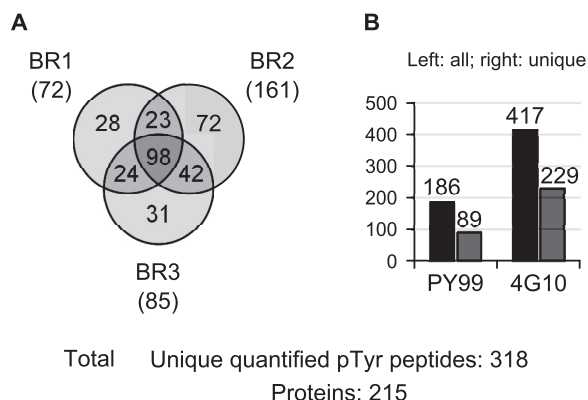 A
BR1
(72)
BR2
(161)
28
23
72
98
24
42
31
BR3
(85)
B
Left: all; right: unique
500
400
300
200
100
0
417
229
186
89
PY99
4G10
Total Unique quantified pTyr peptides: 318
Proteins: 215